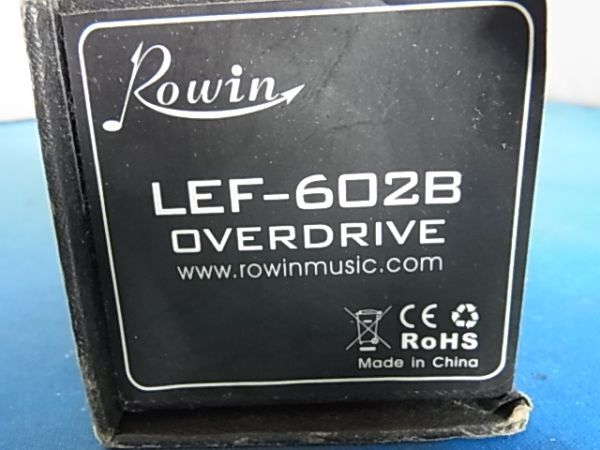 Rowin
LEF-602B
OVERDRIVE
www.rowinmusic.com
CE
RoHS
Made in China